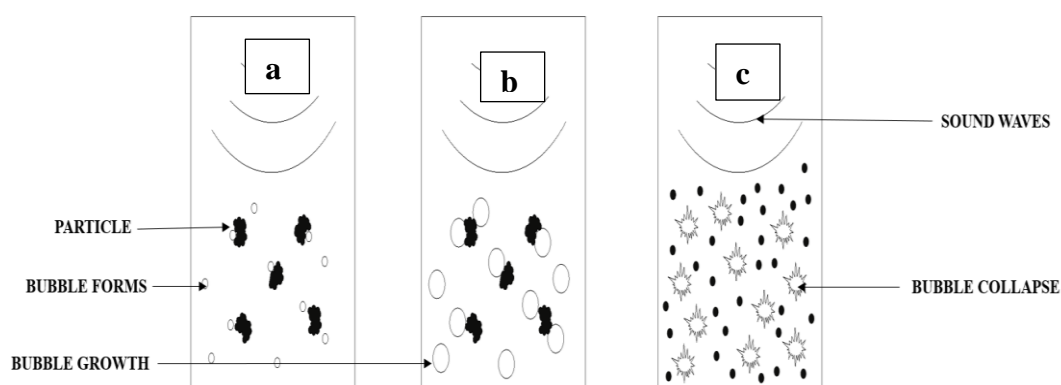 a
b
c
SOUND WAVES
PARTICLE
BUBBLE FORMS
BUBBLE COLLAPSE
BUBBLE GROWTH